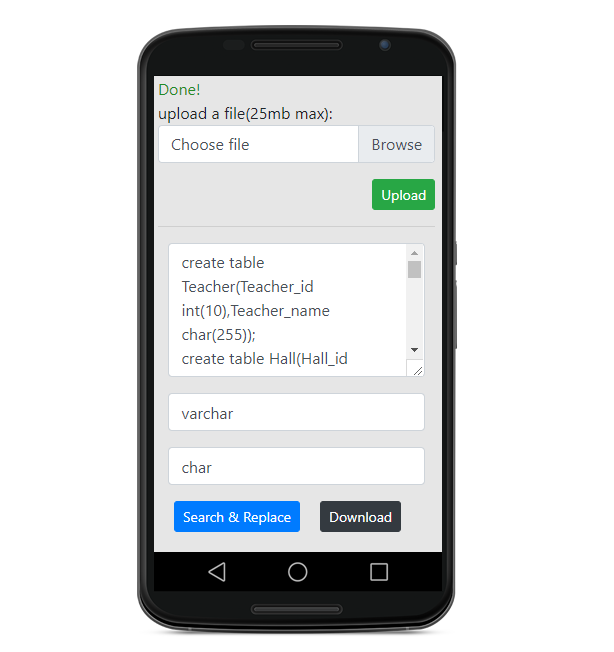 Done!
upload a file(25mb max):
Choose file Browse
Upload
create table
Teacher(Teacher_id
int(10),Teacher_name
char(255));
create table Hall(Hall_id
varchar
char
Search & Replace Download